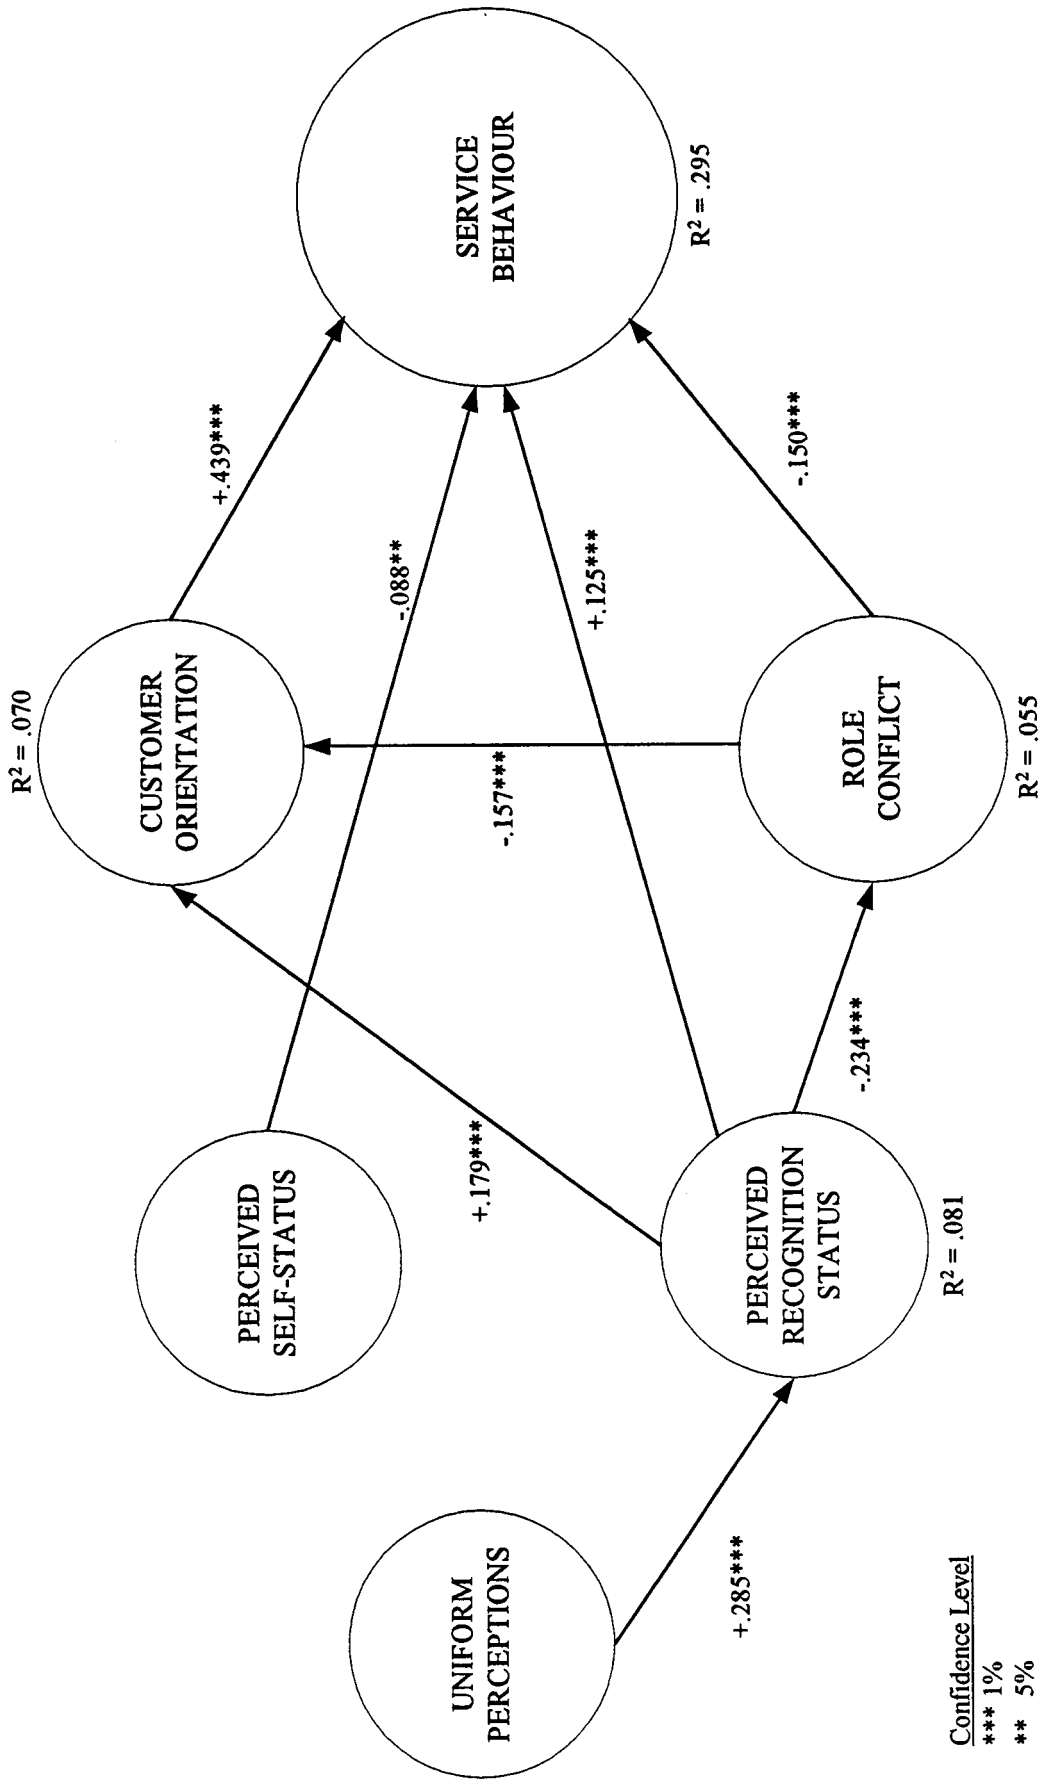 R² = .070
CUSTOMER
ORIENTATION
+.439***
PERCEIVED
SELF-STATUS
-.088**
SERVICE
BEHAVIOUR
R² = .295
UNIFORM
PERCEPTIONS
+.179***
-.157***
+.125***
+.285***
PERCEIVED
RECOGNITION
STATUS
R² = .081
-.234***
ROLE
CONFLICT
R² = .055
-.150***
Confidence Level
*** 1%
** 5%